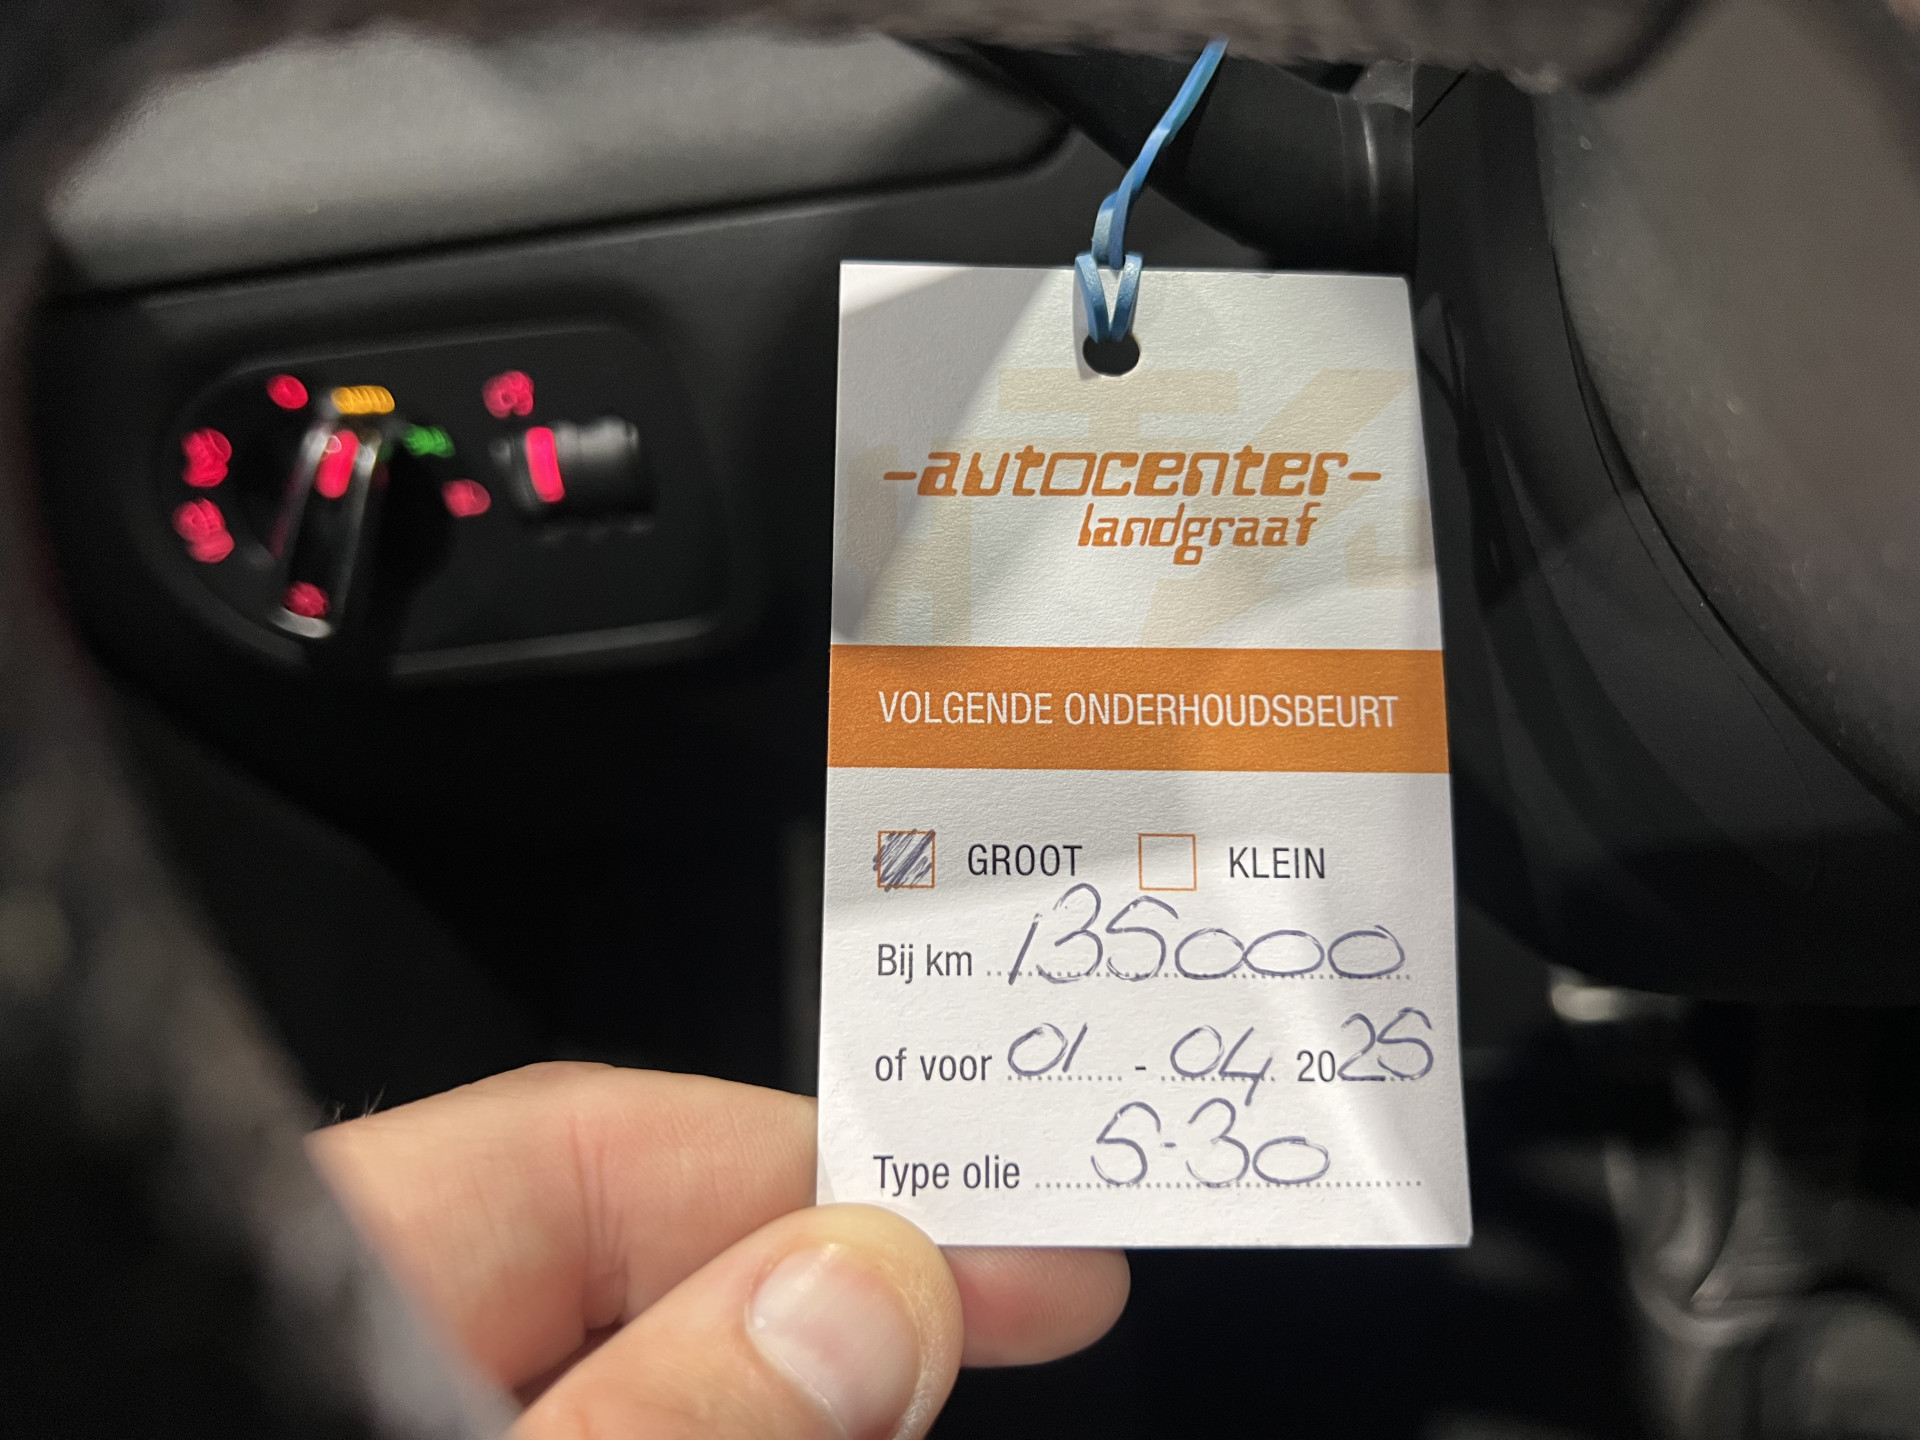 -autocenter-
landgraaf
VOLGENDE ONDERHOUDSBEURT
GROOT KLEIN
Bij km 135000
of voor 01 - 04 2025
Type olie 5-30